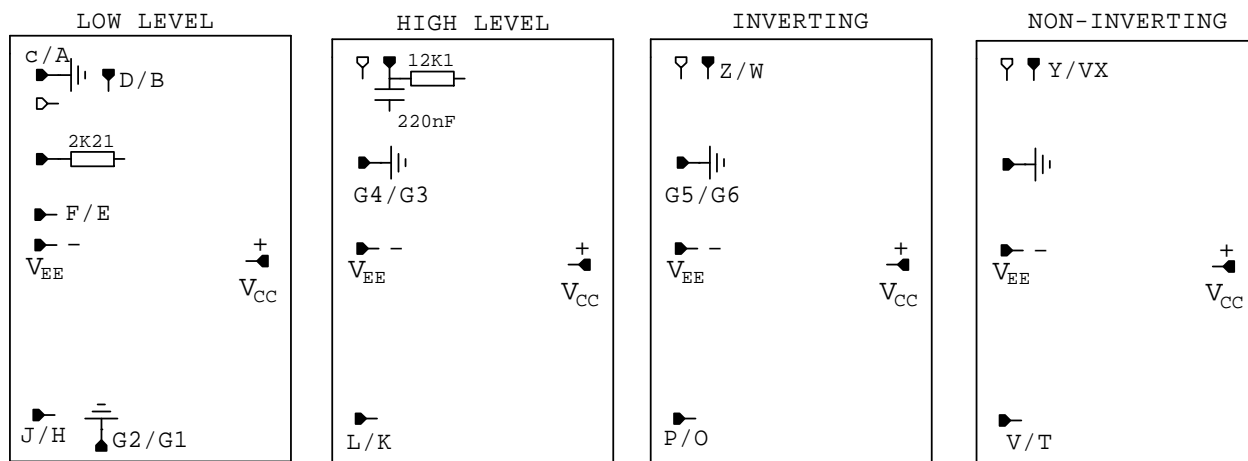 LOW LEVEL
HIGH LEVEL
INVERTING
NON-INVERTING
c/A
D/B
2K21
F/E
-
VEE
+
VCC
J/H
G2/G1
12K1
220nF
G4/G3
-
VEE
+
VCC
L/K
Z/W
G5/G6
-
VEE
+
VCC
P/O
Y/VX
-
VEE
+
VCC
V/T